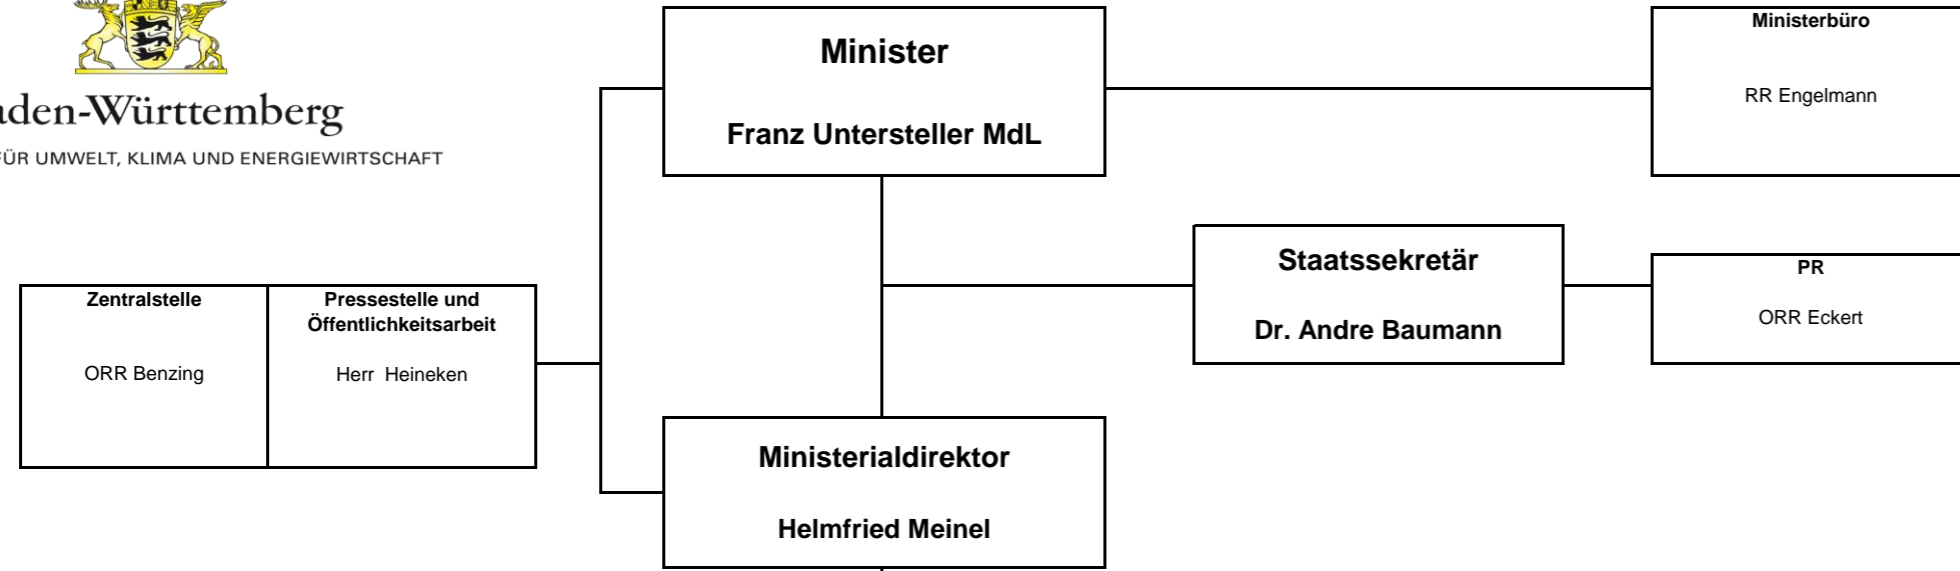 Minister
Franz Untersteller MdL
Ministerbüro
RR Engelmann
aden-Württemberg
FÜR UMWELT, KLIMA UND ENERGIEWIRTSCHAFT
Staatssekretär
Dr. Andre Baumann
PR
ORR Eckert
Zentralstelle
ORR Benzing
Pressestelle und
Öffentlichkeitsarbeit
Herr Heineken
Ministerialdirektor
Helmfried Meinel